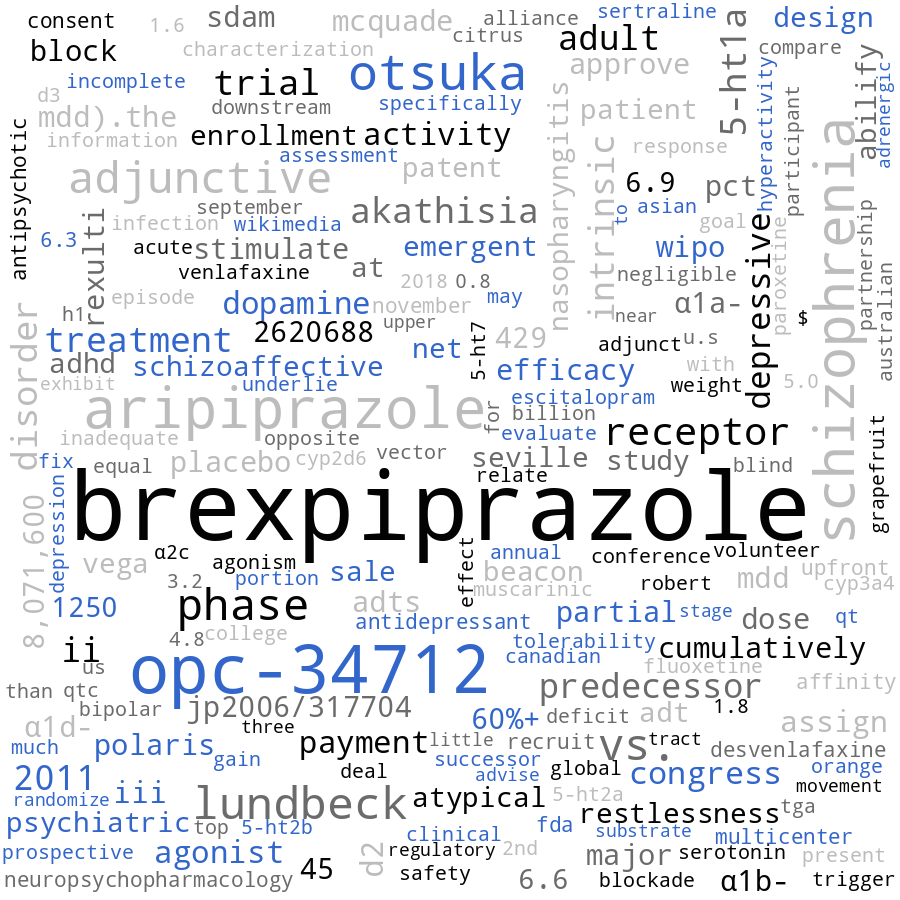 consent
1.6
sdam
mcquade
alliance
citrus
sertraline
design
block
characterization
adult
5-ht1a
compare
abilify
incomplete
trial
otsuka
approve
adrenergic
d3
downstream
specifically
hyperactivity
participant
mdd).the
patient
information
enrollment
activity
nasopharyngitis
intrinsic
response
antipsychotic
assessment
adjunctive
patent
6.9
pct
schizophrenia
september
akathisia
to
asian
goal
infection
wikimedia
rexulti
6.3
acute
stimulate
emergent
wipo
depressive
paroxetine
partnership
venlafaxine
at
negligible
australian
2018
0.8
episode
dopamine
november
may
α1a-
h1
near
$
disorder
treatment
2620688
upper
5-ht7
429
adjunct
u.s
net
adhd
schizoaffective
efficacy
with
exhibit
underlie
weight
5.0
escitalopram
aripiprazole
for
billion
inadequate
opposite
evaluate
receptor
grapefruit
fix
equal
placebo
cyp2d6
vector
seville
study
blind
relate
brexpiprazole
8,071,600
depression
α2c
agonism
effect
annual
conference
volunteer
vega
3.2
portion
sale
beacon
muscarinic
robert
mdd
upfront
cyp3a4
1250
phase
adts
antidepressant
partial
stage
dose
qt
4.8
college
ii
us
opc-34712
tolerability
canadian
cumulatively
fluoxetine
than
qtc
predecessor
affinity
bipolar
jp2006/317704
1.8
α1d-
three
60%+
deficit
adt
assign
much
polaris
gain
payment
little
recruit
vs.
tract
desvenlafaxine
successor
deal
advise
global
congress
orange
2011
movement
randomize
iii
lundbeck
atypical
5-ht2a
restlessness
tga
psychiatric
top
5-ht2b
clinical
fda
substrate
multicenter
prospective
agonist
d2
regulatory
2nd
major
serotonin
present
neuropsychopharmacology
45
safety
6.6
blockade
α1b-
trigger